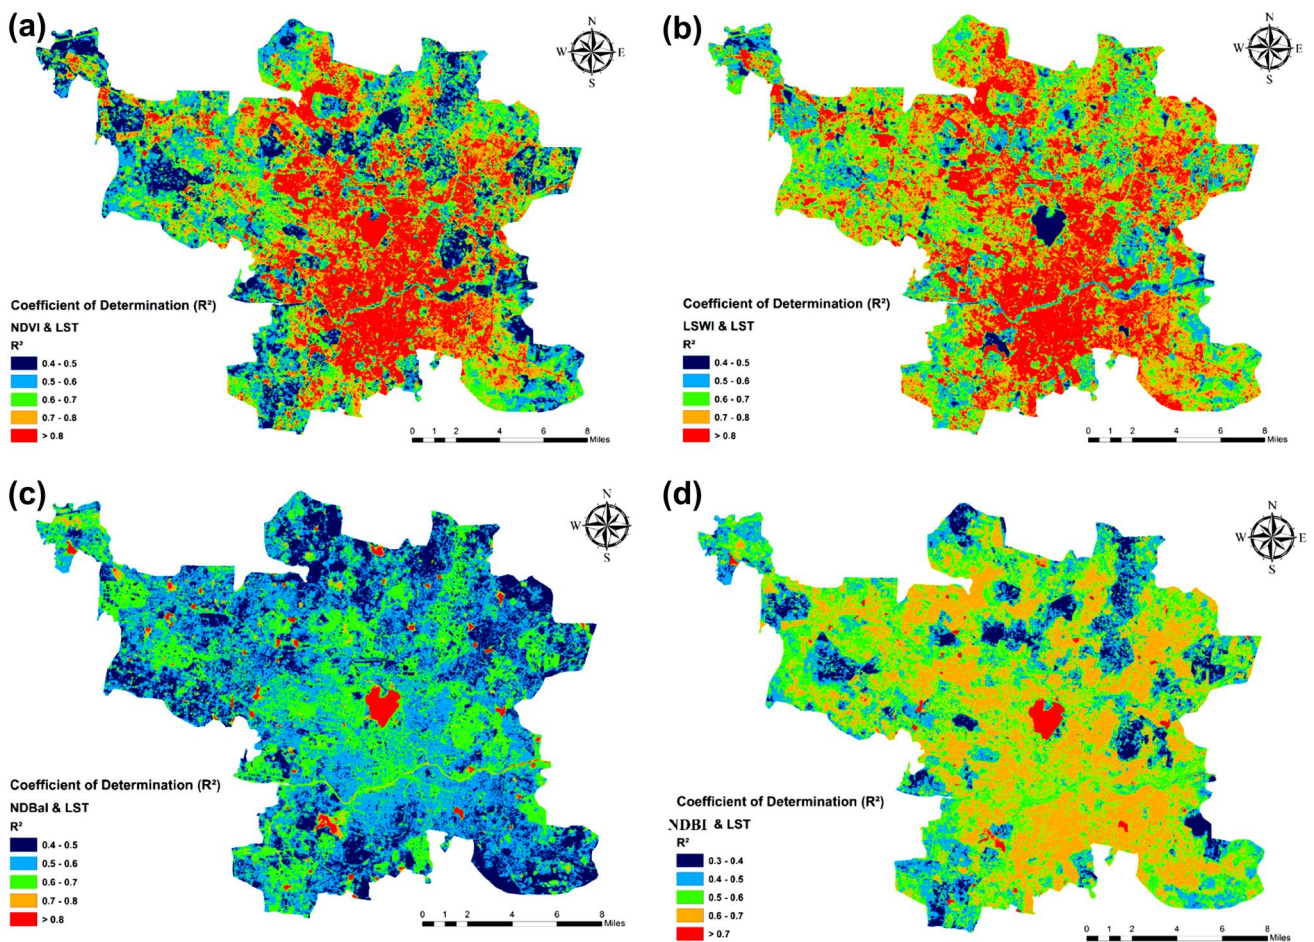 (a)
N
W E
S
Coefficient of Determination (R²)
NDVI & LST
R²
0.4 - 0.5
0.5 - 0.6
0.6 - 0.7
0.7 - 0.8
> 0.8
0 1 2 4 6 8
Miles
(b)
N
W E
S
Coefficient of Determination (R²)
LSWI & LST
R²
0.4 - 0.5
0.5 - 0.6
0.6 - 0.7
0.7 - 0.8
> 0.8
0 1 2 4 6 8
Miles
(c)
N
W E
S
Coefficient of Determination (R²)
NDBaI & LST
R²
0.4 - 0.5
0.5 - 0.6
0.6 - 0.7
0.7 - 0.8
> 0.8
0 1 2 4 6 8
Miles
(d)
N
W E
S
Coefficient of Determination (R²)
NDBI & LST
R²
0.3 - 0.4
0.4 - 0.5
0.5 - 0.6
0.6 - 0.7
> 0.7
0 1 2 4 6 8
Miles